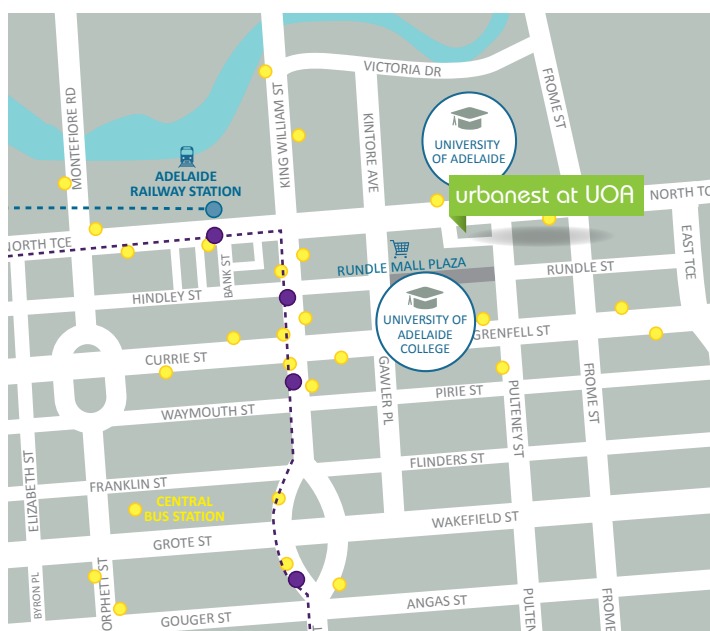 VICTORIA DR
FROME ST
MONTEFIORE RD
KING WILLIAM ST
KINTORE AVE
UNIVERSITY
OF ADELAIDE
ADELAIDE
RAILWAY STATION
urbanest at UOA
NORTH TCE
NORTH TCE
EAST TCE
BANK ST
RUNDLE MALL PLAZA
RUNDLE ST
HINDLEY ST
UNIVERSITY OF
ADELAIDE
COLLEGE
GRENFELL ST
CURRIE ST
GAWLER PL
FROME ST
PULTENEY ST
PIRIE ST
WAYMOUTH ST
ELIZABETH ST
FLINDERS ST
FRANKLIN ST
CENTRAL
BUS STATION
WAKEFIELD ST
GROTE ST
BYRON PL
ORPHETT ST
GOUGER ST
ANGAS ST
PULTEN
FROME
T